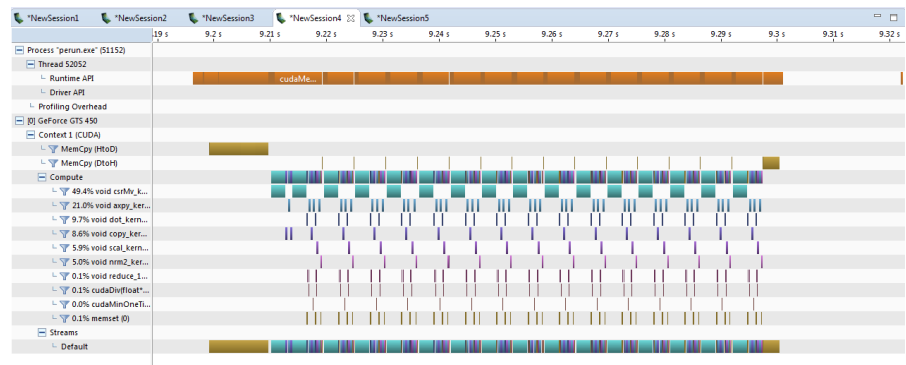 *NewSession1 *NewSession2 *NewSession3 *NewSession4 *NewSession5
.19 s 9.2 s 9.21 s 9.22 s 9.23 s 9.24 s 9.25 s 9.26 s 9.27 s 9.28 s 9.29 s 9.3 s 9.31 s 9.32 s
Process "perun.exe" (51152)
Thread 52052
Runtime API cudaMe...
Driver API
Profiling Overhead
[0] GeForce GTS 450
Context 1 (CUDA)
MemCpy (HtoD)
MemCpy (DtoH)
Compute
49.4% void csrMv_k...
21.0% void axpy_ker...
9.7% void dot_kern...
8.6% void copy_ker...
5.9% void scal_kern...
5.0% void nrm2_ker...
0.1% void reduce_1...
0.1% cudaDiv(float*...
0.0% cudaMinOneTi...
0.1% memset (0)
Streams
Default